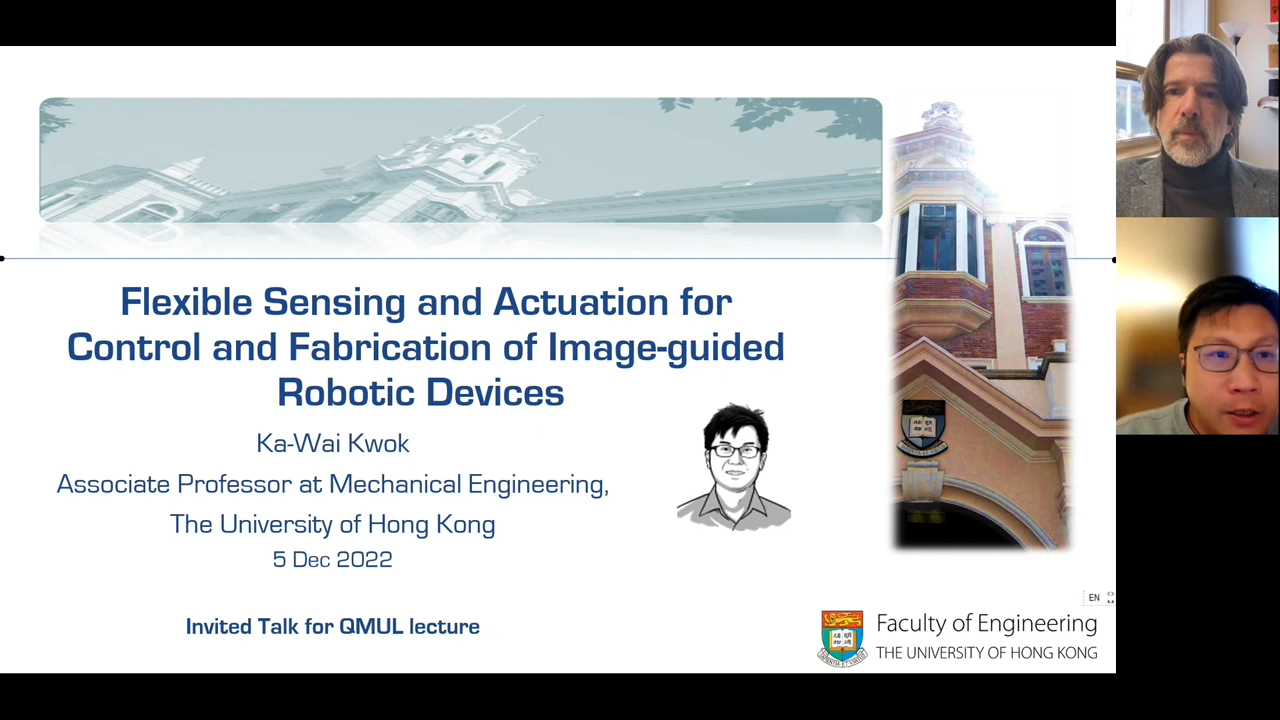 Flexible Sensing and Actuation for
Control and Fabrication of Image-guided
Robotic Devices
Ka-Wai Kwok
Associate Professor at Mechanical Engineering,
The University of Hong Kong
5 Dec 2022
Invited Talk for QMUL lecture
EN
Faculty of Engineering
THE UNIVERSITY OF HONG KONG